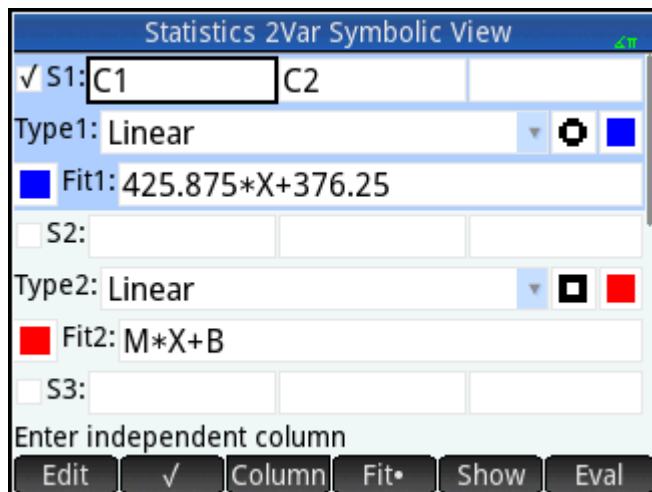 Statistics 2Var Symbolic View ∡π
√ S1: C1 C2
Type1: Linear
Fit1: 425.875*X+376.25
S2:
Type2: Linear
Fit2: M*X+B
S3:
Enter independent column
Edit √ Column Fit• Show Eval